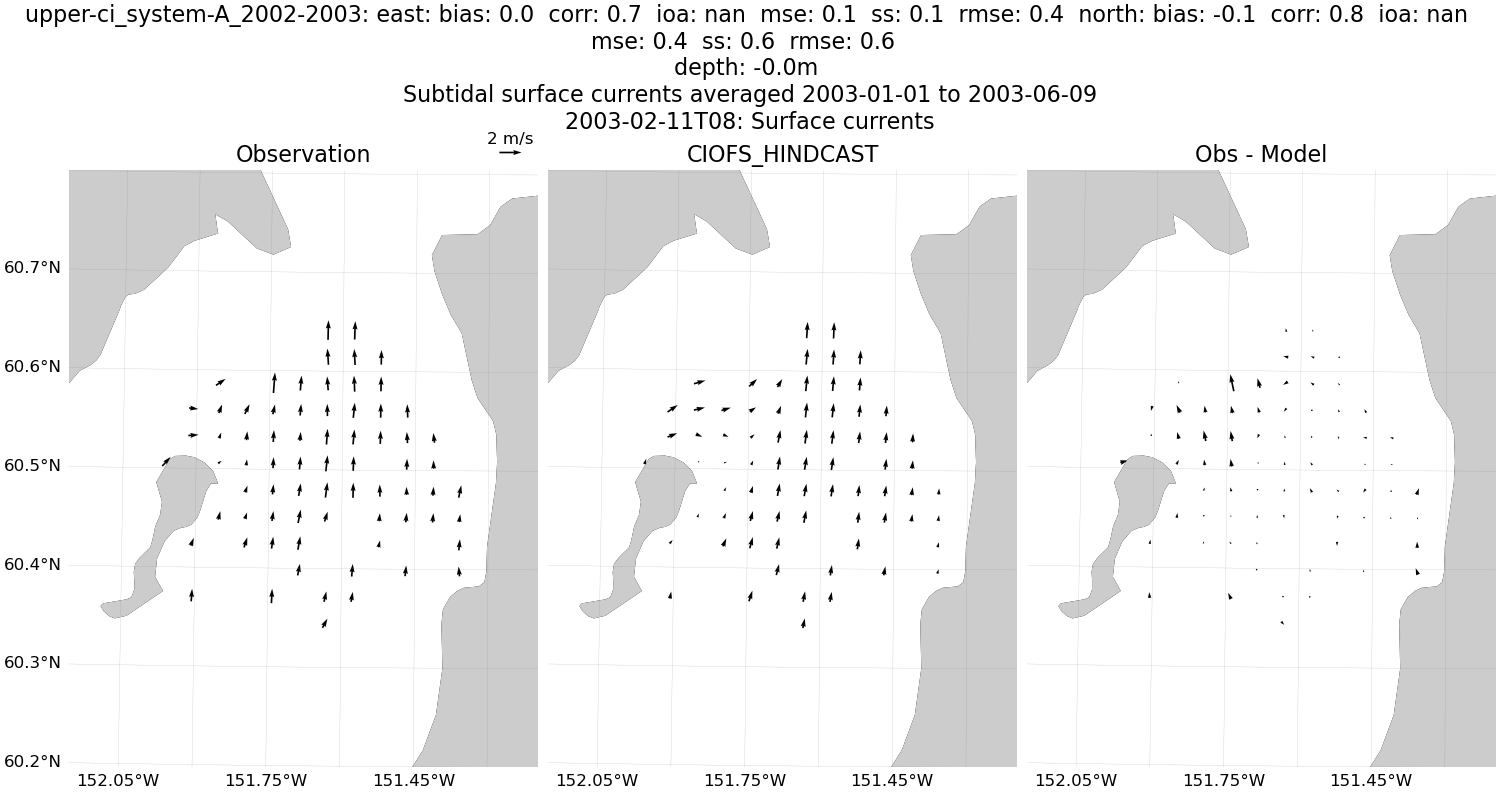 upper-ci_system-A_2002-2003: east: bias: 0.0  corr: 0.7  ioa: nan  mse: 0.1  ss: 0.1  rmse: 0.4  north: bias: -0.1  corr: 0.8  ioa: nan
mse: 0.4  ss: 0.6  rmse: 0.6
depth: -0.0m
Subtidal surface currents averaged 2003-01-01 to 2003-06-09
2003-02-11T08: Surface currents
2 m/s
Observation
CIOFS_HINDCAST
Obs - Model
60.7°N
60.6°N
60.5°N
60.4°N
60.3°N
60.2°N
152.05°W 151.75°W 151.45°W
152.05°W 151.75°W 151.45°W
152.05°W 151.75°W 151.45°W